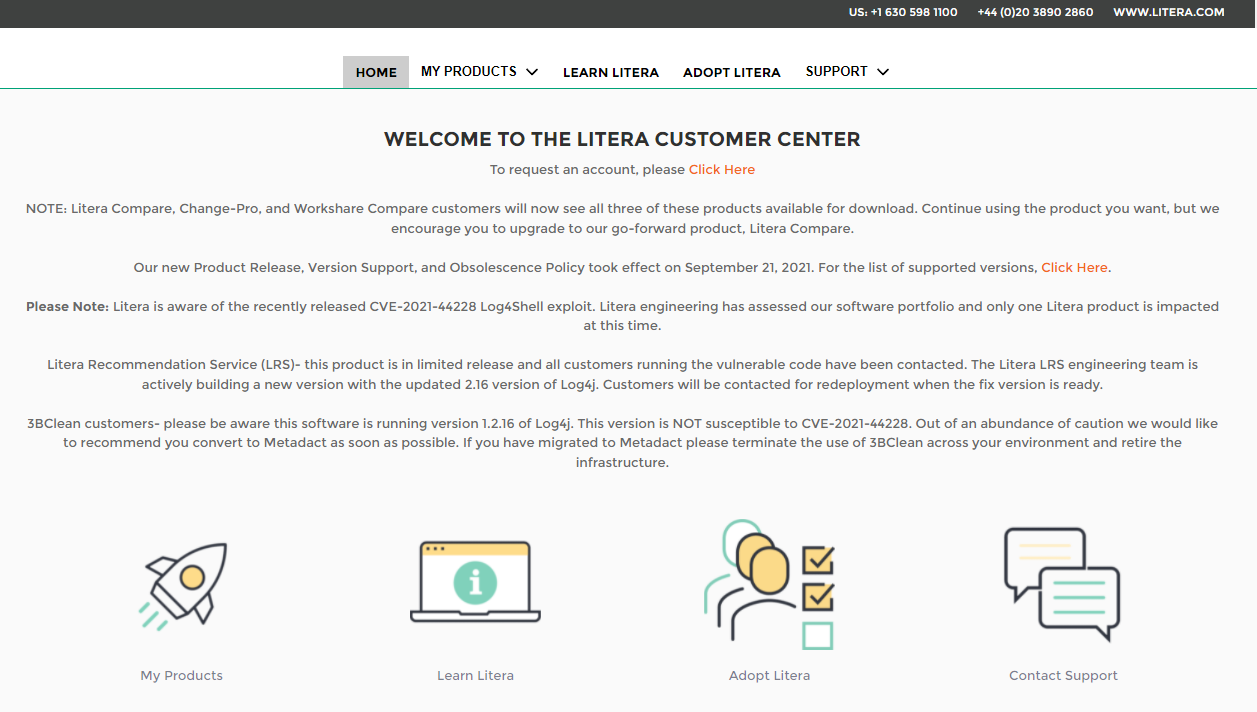 US: +1 630 598 1100 +44 (0)20 3890 2860 WWW.LITERA.COM
HOME MY PRODUCTS LEARN LITERA ADOPT LITERA SUPPORT
WELCOME TO THE LITERA CUSTOMER CENTER
To request an account, please Click Here
NOTE: Litera Compare, Change-Pro, and Workshare Compare customers will now see all three of these products available for download. Continue using the product you want, but we
encourage you to upgrade to our go-forward product, Litera Compare.
Our new Product Release, Version Support, and Obsolescence Policy took effect on September 21, 2021. For the list of supported versions, Click Here.
Please Note: Litera is aware of the recently released CVE-2021-44228 Log4Shell exploit. Litera engineering has assessed our software portfolio and only one Litera product is impacted
at this time.
Litera Recommendation Service (LRS)- this product is in limited release and all customers running the vulnerable code have been contacted. The Litera LRS engineering team is
actively building a new version with the updated 2.16 version of Log4j. Customers will be contacted for redeployment when the fix version is ready.
3BClean customers- please be aware this software is running version 1.2.16 of Log4j. This version is NOT susceptible to CVE-2021-44228. Out of an abundance of caution we would like
to recommend you convert to Metadact as soon as possible. If you have migrated to Metadact please terminate the use of 3BClean across your environment and retire the
infrastructure.
My Products Learn Litera Adopt Litera Contact Support